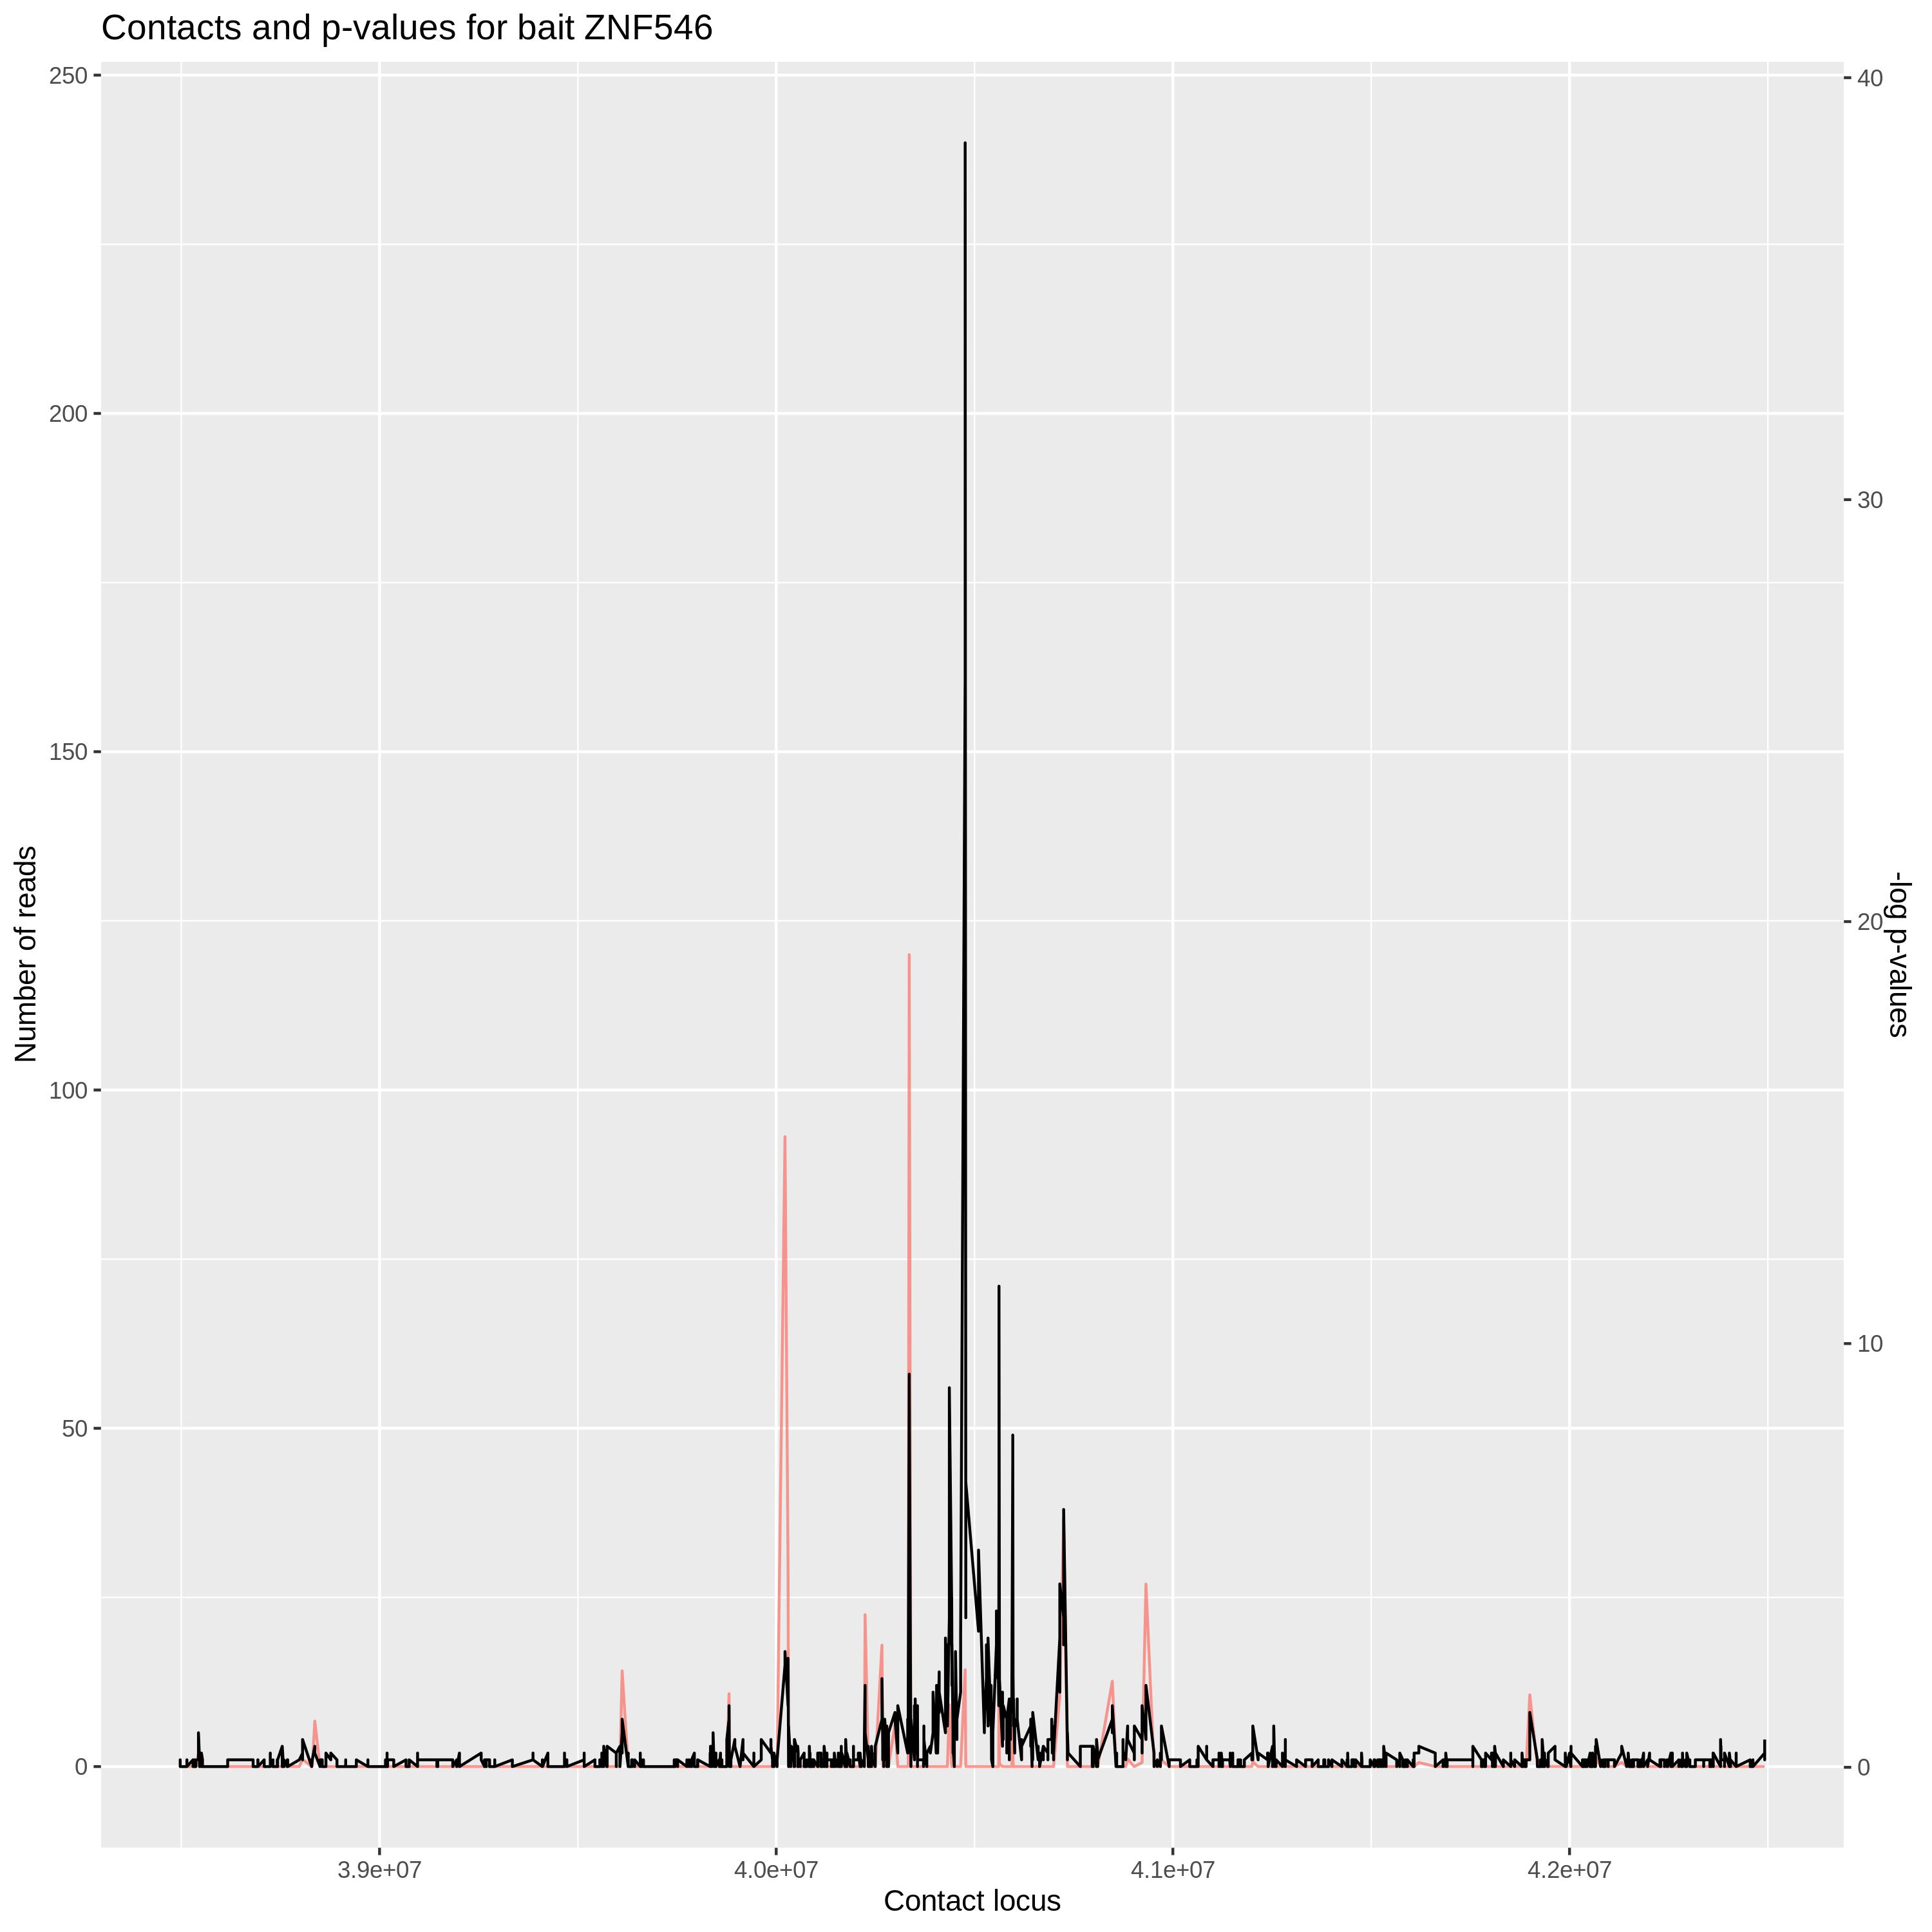 Contacts and p-values for bait ZNF546
250
200
150
100
50
0
Number of reads
40
30
20
10
0
-log p-values
3.9e+07
4.0e+07
4.1e+07
4.2e+07
Contact locus